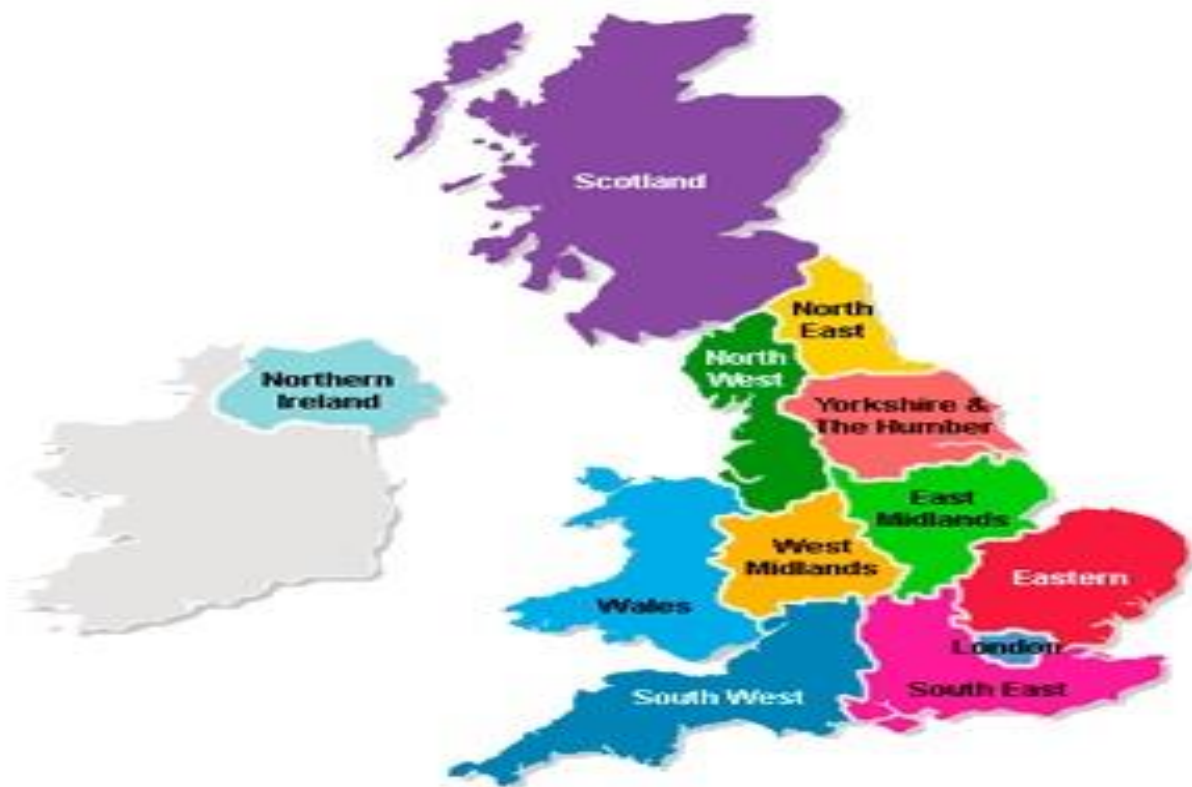 Scotland
North
East
North
West
Northern
Ireland
Yorkshire &
The Humber
East
Midlands
West
Midlands
Eastern
Wales
London
South East
South West